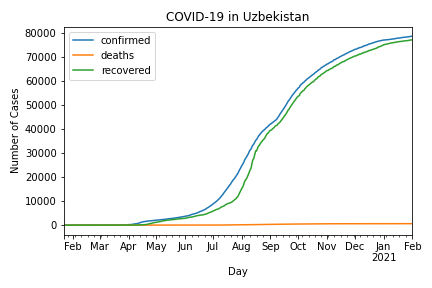 COVID-19 in Uzbekistan
confirmed
deaths
recovered
80000
70000
60000
50000
40000
30000
20000
10000
0
Number of Cases
Feb Mar Apr May Jun Jul Aug Sep Oct Nov Dec Jan Feb
2021
Day